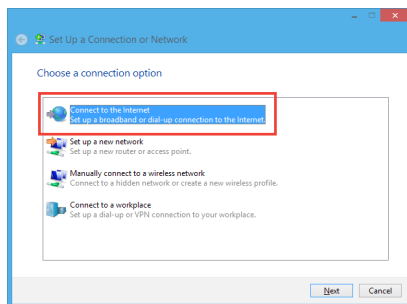 Set Up a Connection or Network
Choose a connection option
Connect to the Internet
Set up a broadband or dial-up connection to the Internet.
Set up a new network
Set up a new router or access point.
Manually connect to a wireless network
Connect to a hidden network or create a new wireless profile.
Connect to a workplace
Set up a dial-up or VPN connection to your workplace.
Next Cancel